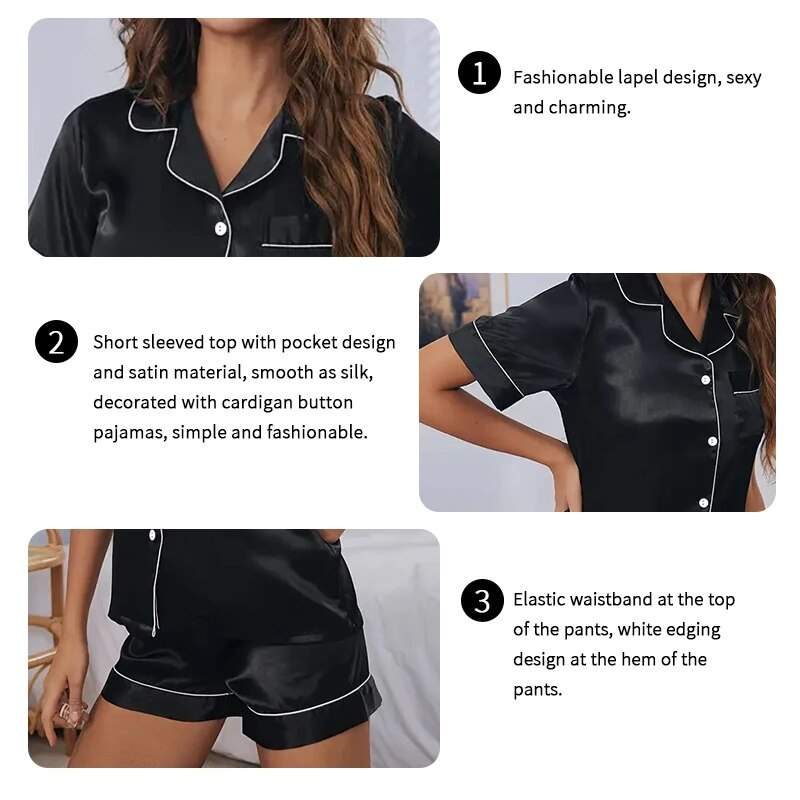 1
Fashionable lapel design, sexy
and charming.
2
Short sleeved top with pocket design
and satin material, smooth as silk,
decorated with cardigan button
pajamas, simple and fashionable.
3
Elastic waistband at the top
of the pants, white edging
design at the hem of the
pants.